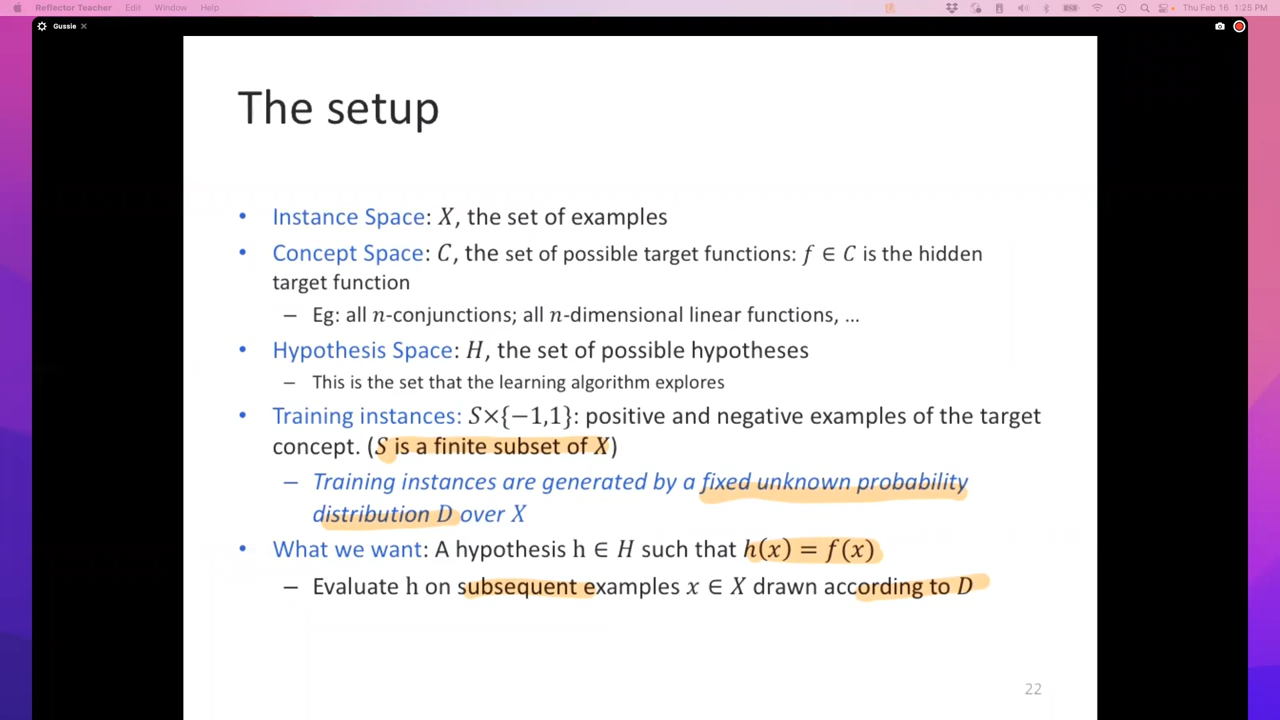 Reflector Teacher Edit Window Help Thu Feb 16 1:25 PM
Gussie ×
The setup
• Instance Space: X, the set of examples
• Concept Space: C, the set of possible target functions: f ∈ C is the hidden
target function
– Eg: all n-conjunctions; all n-dimensional linear functions, …
• Hypothesis Space: H, the set of possible hypotheses
– This is the set that the learning algorithm explores
• Training instances: S×{−1,1}: positive and negative examples of the target
concept. (S is a finite subset of X)
– Training instances are generated by a fixed unknown probability
distribution D over X
• What we want: A hypothesis h ∈ H such that h(x) = f(x)
– Evaluate h on subsequent examples x ∈ X drawn according to D
22